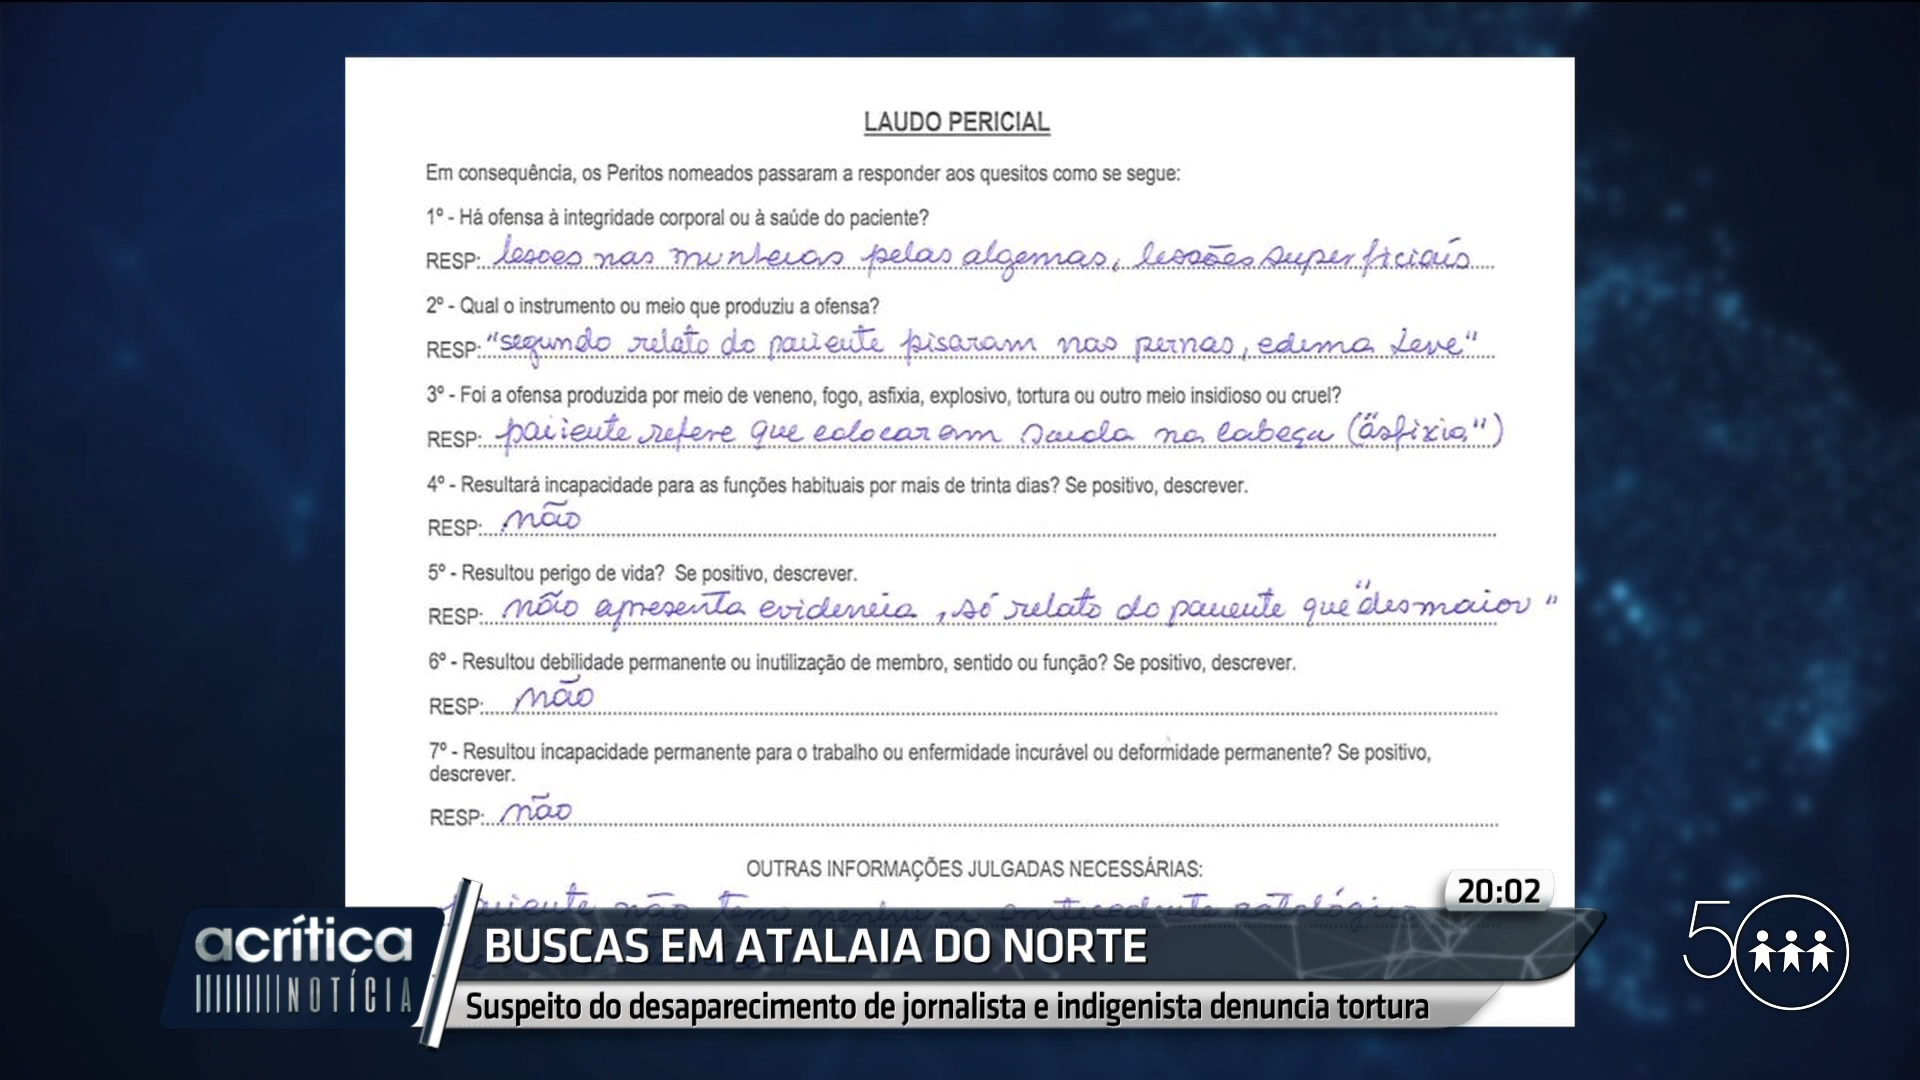 LAUDO PERICIAL
Em consequência, os Peritos nomeados passaram a responder aos quesitos como se segue:
1º - Há ofensa à integridade corporal ou à saúde do paciente?
RESP: lesoes nas munhecas pelas algemas, lessões superficiais
2º - Qual o instrumento ou meio que produziu a ofensa?
RESP: "segundo relato do paciente pisaram nas pernas, edema leve"
3º - Foi a ofensa produzida por meio de veneno, fogo, asfixia, explosivo, tortura ou outro meio insidioso ou cruel?
RESP: paciente refere que colocaram sacola na cabeça ("asfixia")
4º - Resultará incapacidade para as funções habituais por mais de trinta dias? Se positivo, descrever.
RESP: não
5º - Resultou perigo de vida? Se positivo, descrever.
RESP: não apresenta evidencia, só relato do paciente que "desmaiou"
6º - Resultou debilidade permanente ou inutilização de membro, sentido ou função? Se positivo, descrever.
RESP: não
7º - Resultou incapacidade permanente para o trabalho ou enfermidade incurável ou deformidade permanente? Se positivo,
descrever.
RESP: não
OUTRAS INFORMAÇÕES JULGADAS NECESSÁRIAS:
paciente não tem nenhum antecedente patológico
20:02
acrítica
NOTÍCIA
BUSCAS EM ATALAIA DO NORTE
Suspeito do desaparecimento de jornalista e indigenista denuncia tortura
50